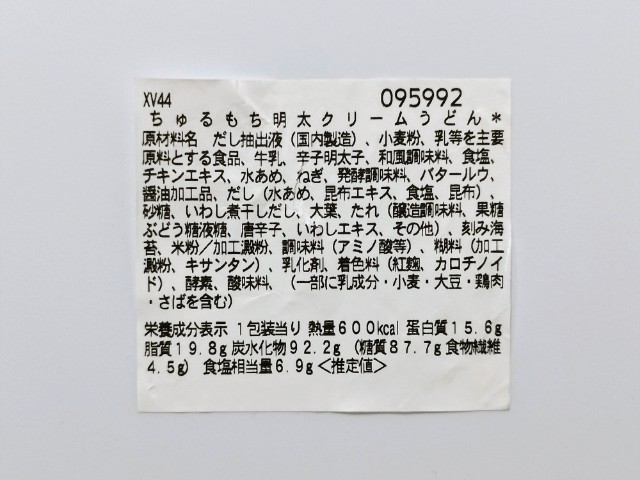 XV44 095992
ちゅるもち明太クリームうどん*
原材料名 だし抽出液(国内製造)、小麦粉、乳等を主要
原料とする食品、牛乳、辛子明太子、和風調味料、食塩、
チキンエキス、水あめ、ねぎ、発酵調味料、バタールウ、
醤油加工品、だし(水あめ、昆布エキス、食塩、昆布)、
砂糖、いわし煮干しだし、大葉、たれ(醸造調味料、果糖
ぶどう糖液糖、唐辛子、いわしエキス、その他)、刻み海
苔、米粉/加工澱粉、調味料(アミノ酸等)、糊料(加工
澱粉、キサンタン)、乳化剤、着色料(紅麹、カロチノイ
ド)、酵素、酸味料、(一部に乳成分・小麦・大豆・鶏肉
・さばを含む)
栄養成分表示 1包装当り 熱量600kcal 蛋白質15.6g
脂質19.8g 炭水化物92.2g (糖質87.7g 食物繊維
4.5g) 食塩相当量6.9g<推定値>